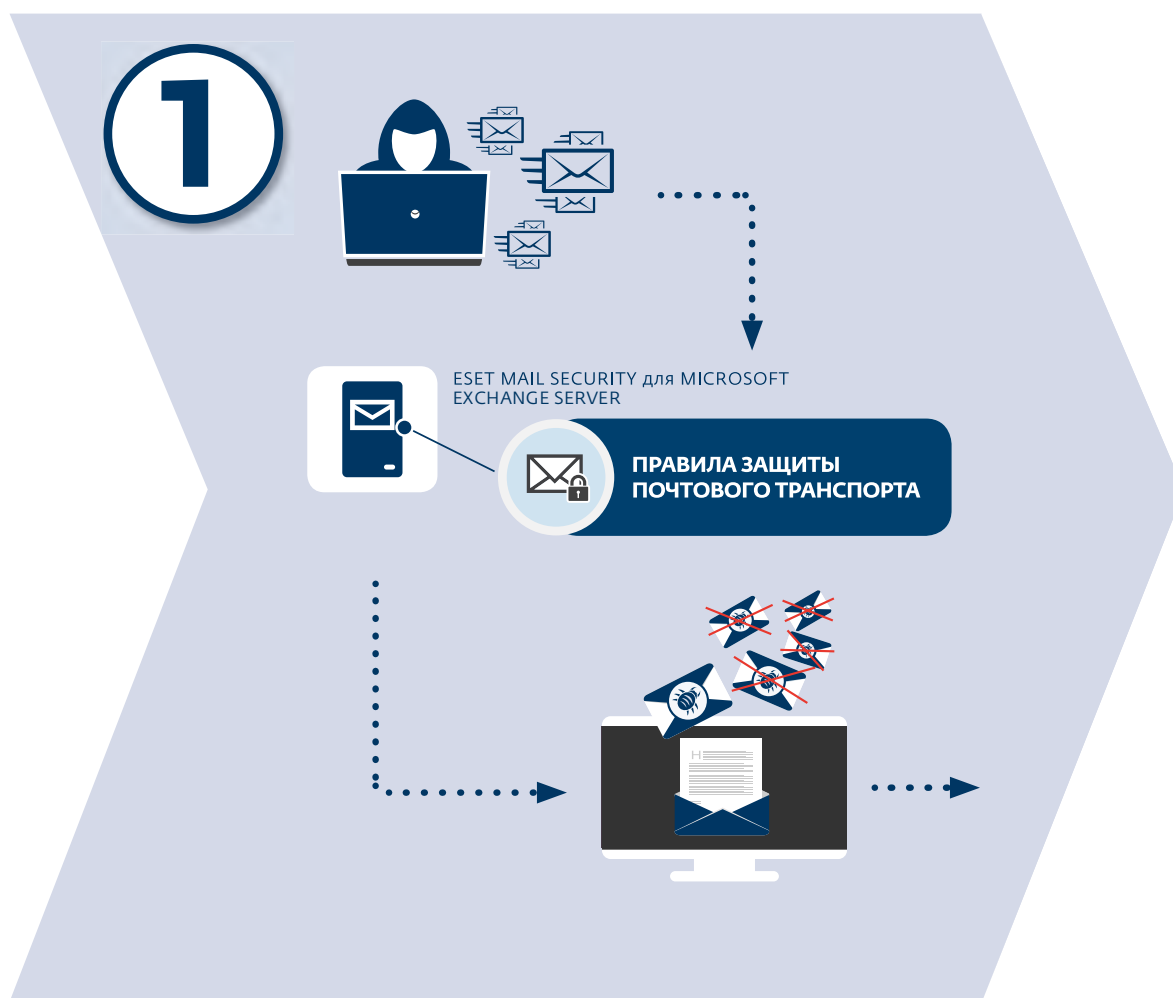 1
ESET MAIL SECURITY для MICROSOFT
EXCHANGE SERVER
ПРАВИЛА ЗАЩИТЫ
ПОЧТОВОГО ТРАНСПОРТА
H